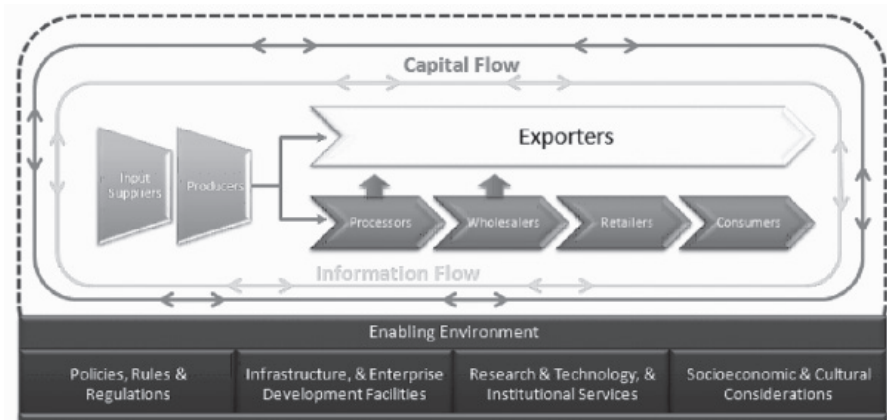 Capital Flow
Exporters
Input
Suppliers
Producers
Processors
Wholesalers
Retailers
Consumers
Information Flow
Enabling Environment
Policies, Rules &
Regulations
Infrastructure, & Enterprise
Development Facilities
Research & Technology, &
Institutional Services
Socioeconomic & Cultural
Considerations